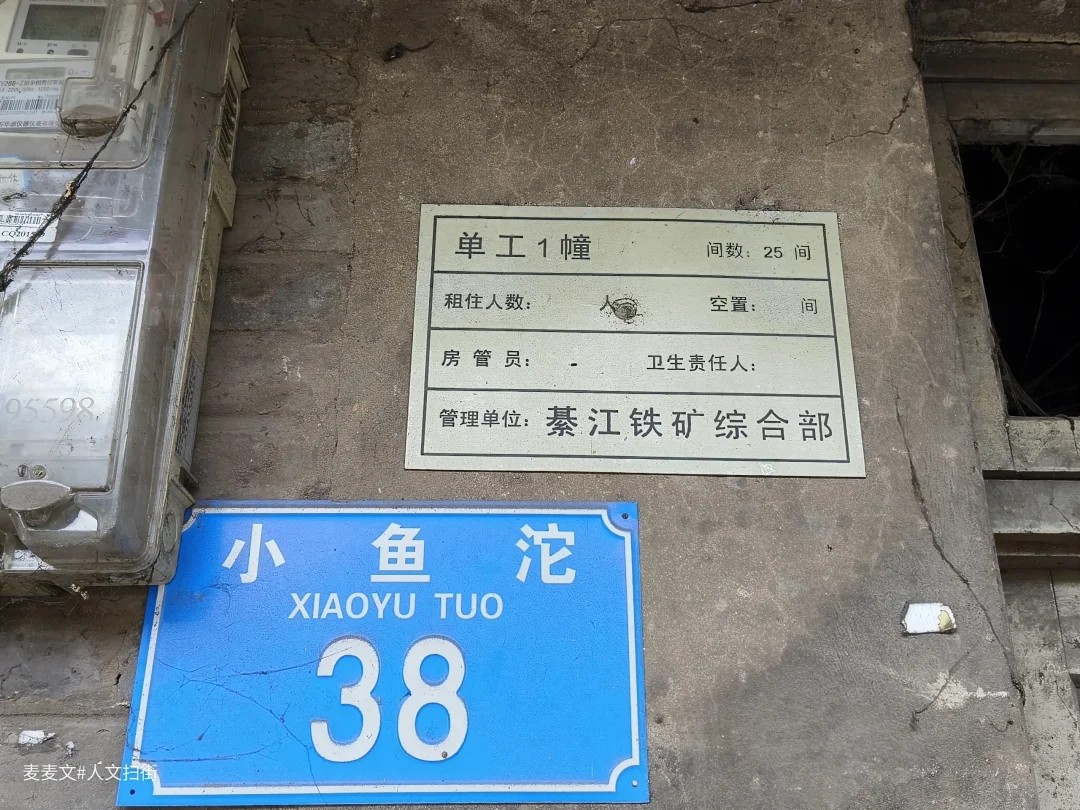 单工1幢 间数: 25 间
租住人数: 人 空置: 间
房管员: 卫生责任人:
管理单位: 綦江铁矿综合部
95598
小鱼沱
XIAOYU TUO
38
麦麦文#人文扫街